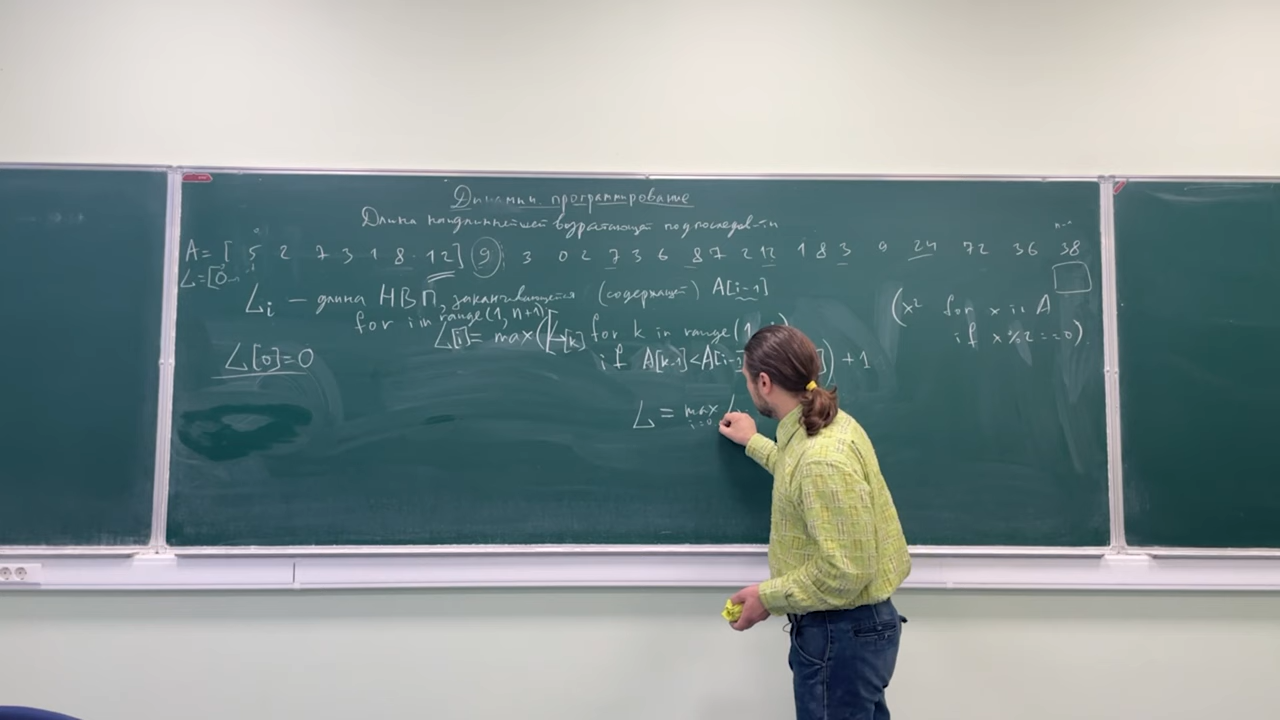 Динамич. программирование
Длина наидлиннейшей возрастающей подпоследов-ти
A = [ 5 2 7 3 1 8 12 ] 9 3 0 2 7 3 6 8 7 2 12 1 8 3 9 24 72 36 38
L = [0
Lᵢ — длина НВП, заканчивающейся (содержащей) A[i-1]
for i in range(1, n+1)
L[i] = max([L[k] for k in range(1
if A[k-1] < A[i-1 ]) + 1
L[0] = 0
L = max L
i=0
(x² for x in A
if x % 2 == 0)